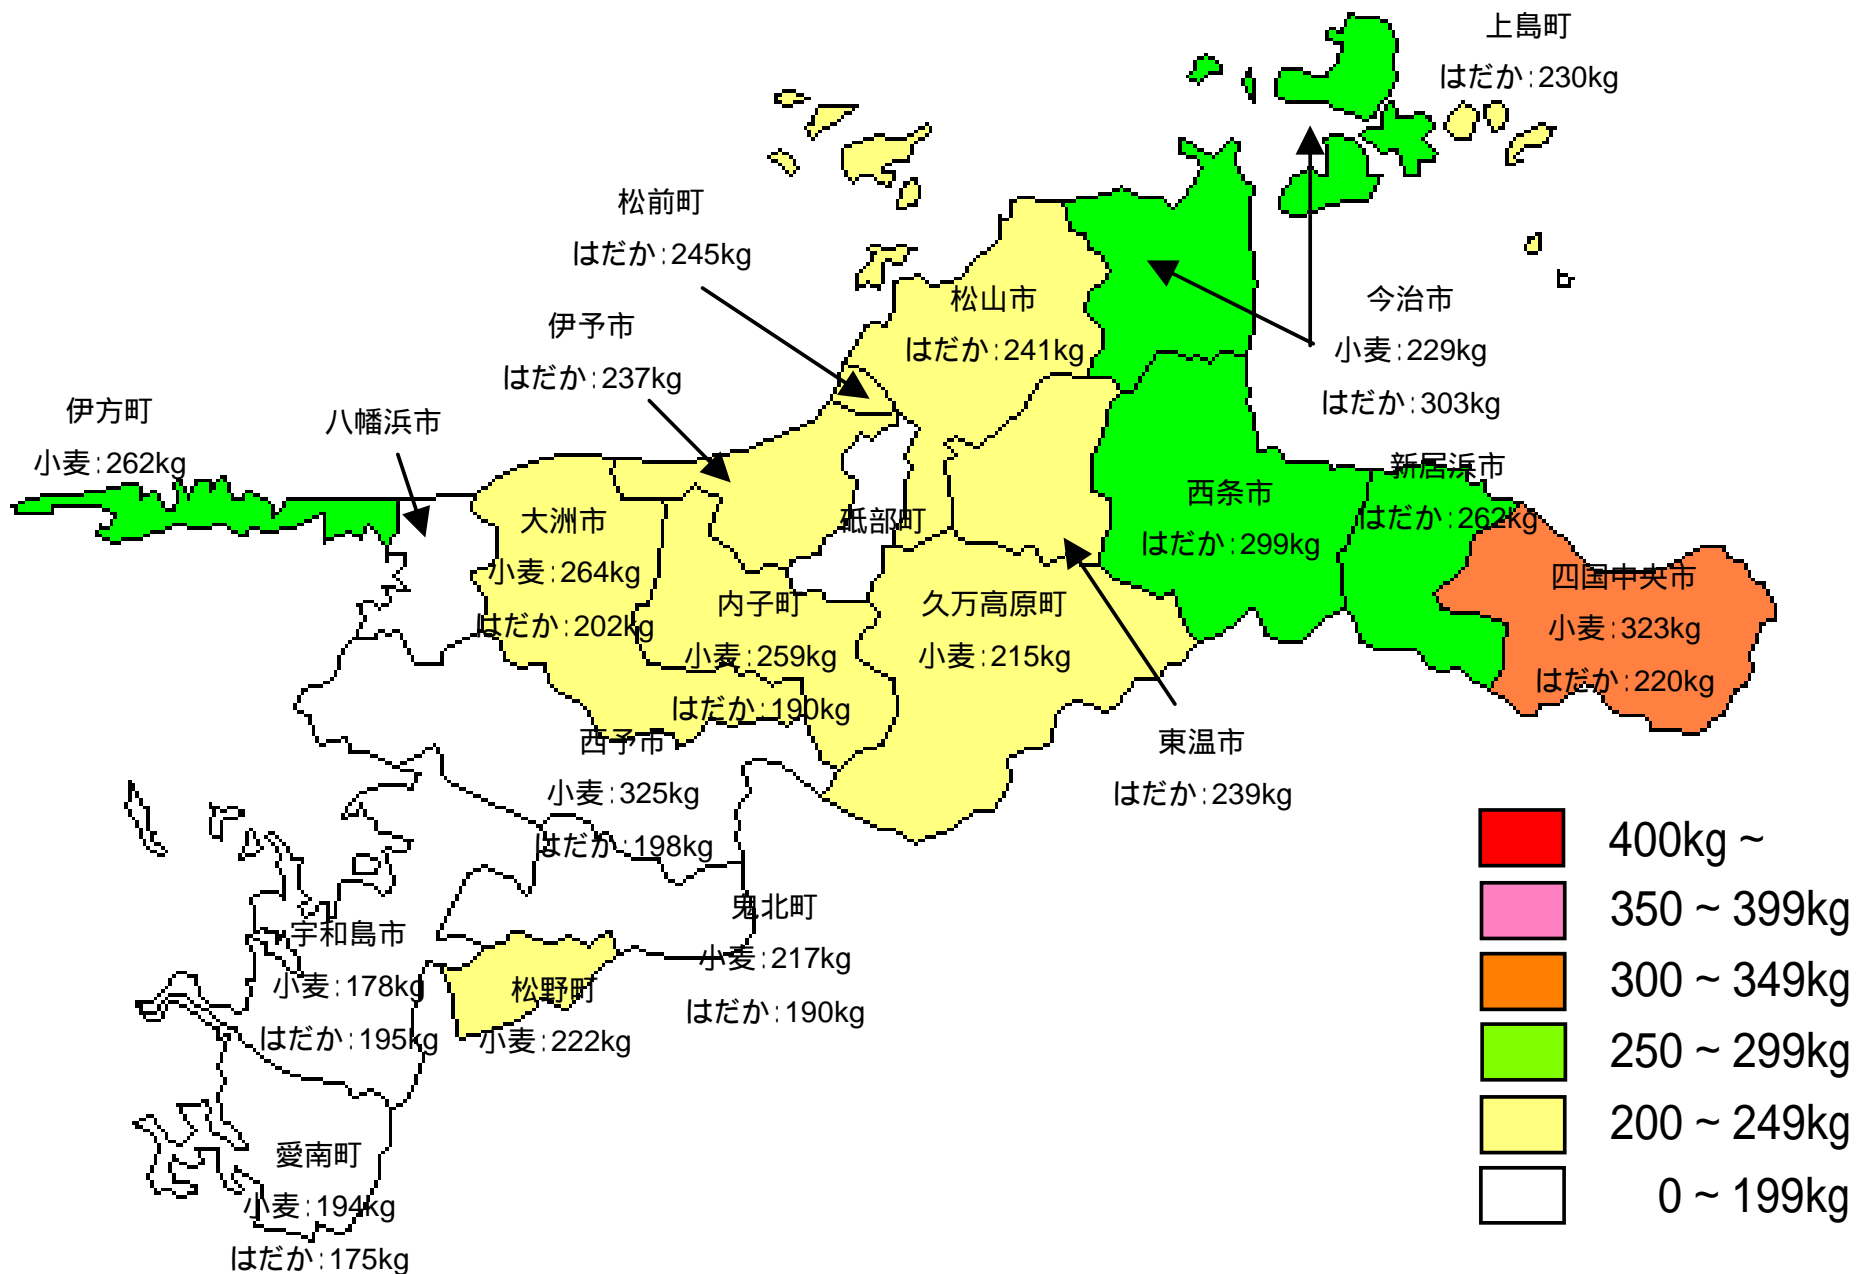 上島町
はだか:230kg
松前町
はだか:245kg
松山市
はだか:241kg
今治市
小麦:229kg
はだか:303kg
伊予市
はだか:237kg
伊方町
小麦:262kg
八幡浜市
新居浜市
はだか:262kg
西条市
はだか:299kg
大洲市
小麦:264kg
はだか:202kg
砥部町
四国中央市
小麦:323kg
はだか:220kg
内子町
小麦:259kg
はだか:190kg
久万高原町
小麦:215kg
東温市
はだか:239kg
西予市
小麦:325kg
はだか:198kg
鬼北町
小麦:217kg
はだか:190kg
宇和島市
小麦:178kg
はだか:195kg
松野町
小麦:222kg
愛南町
小麦:194kg
はだか:175kg
400kg ~
350 ~ 399kg
300 ~ 349kg
250 ~ 299kg
200 ~ 249kg
0 ~ 199kg